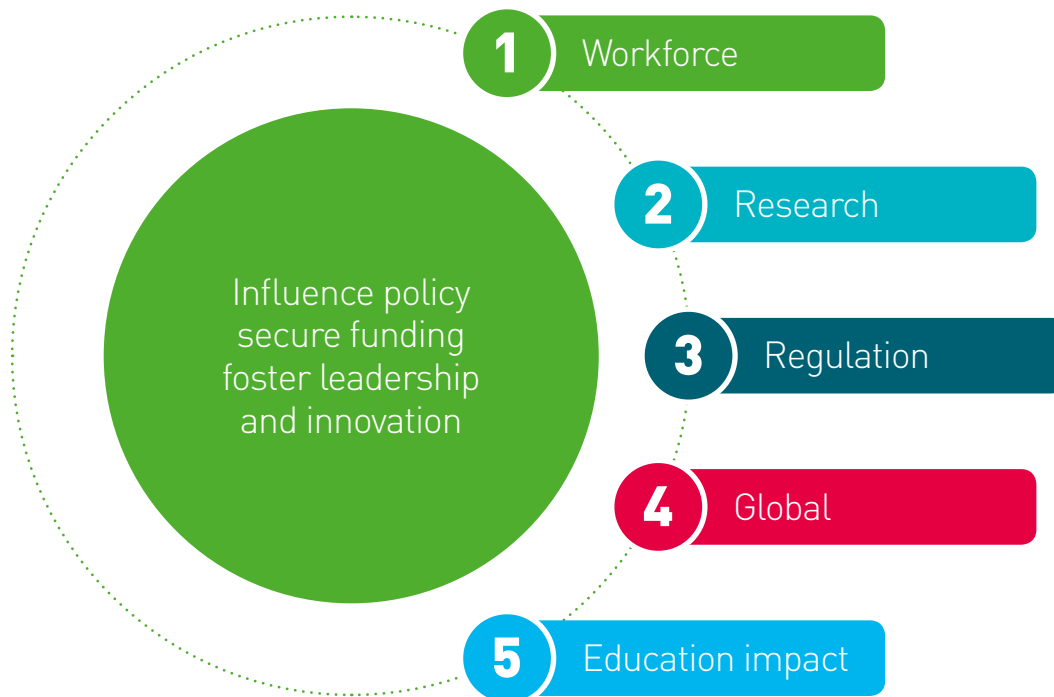 Influence policy
secure funding
foster leadership
and innovation
1 Workforce
2 Research
3 Regulation
4 Global
5 Education impact